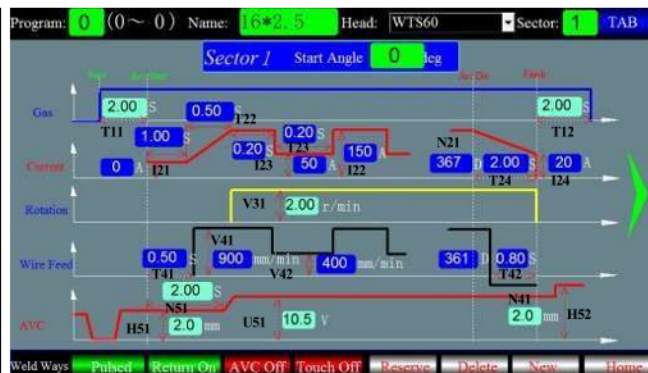 Program: 0 (0～ 0) Name: 16*2.5 Head: WTS60 Sector: 1 TAB
Sector 1 Start Angle 0 deg
Finish
Gas 2.00 S 0.50 S 2.00 S
T11 T22 T12
1.00 S 0.20 S N21
0.20 S T23 150 A
Current 0 A I21 I23 50 A I22 367 D 2.00 S 20 A
I23 T24 I24
Rotation V31 2.00 r/min
V41
Wire Feed 0.50 S 900 mm/min 400 mm/min 361 D 0.80 S
T41 V42 T42
2.00 S
N51 N41
AVC H51 2.0 mm U51 10.5 V 2.0 mm H52
Weld Ways Pulsed Return On AVC Off Touch Off Reserve Delete New Home